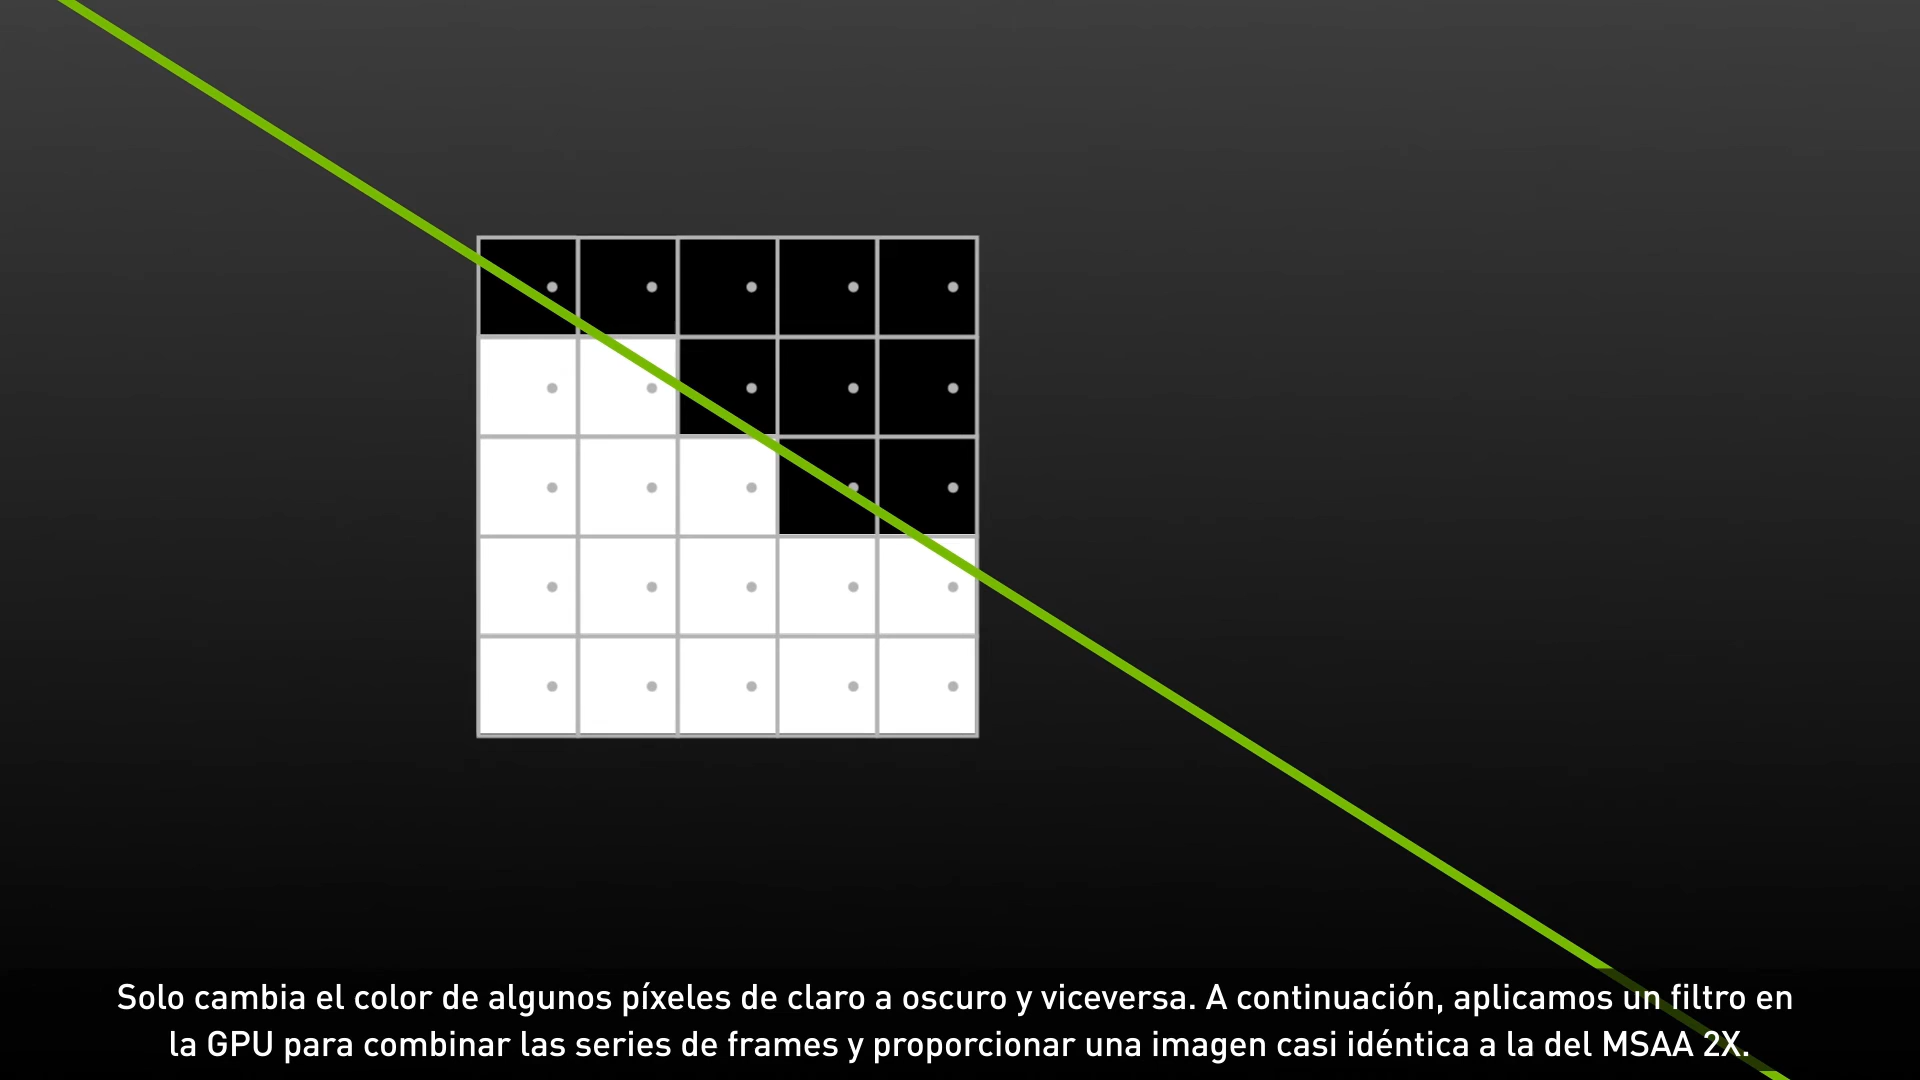 Solo cambia el color de algunos píxeles de claro a oscuro y viceversa. A continuación, aplicamos un filtro en
la GPU para combinar las series de frames y proporcionar una imagen casi idéntica a la del MSAA 2X.